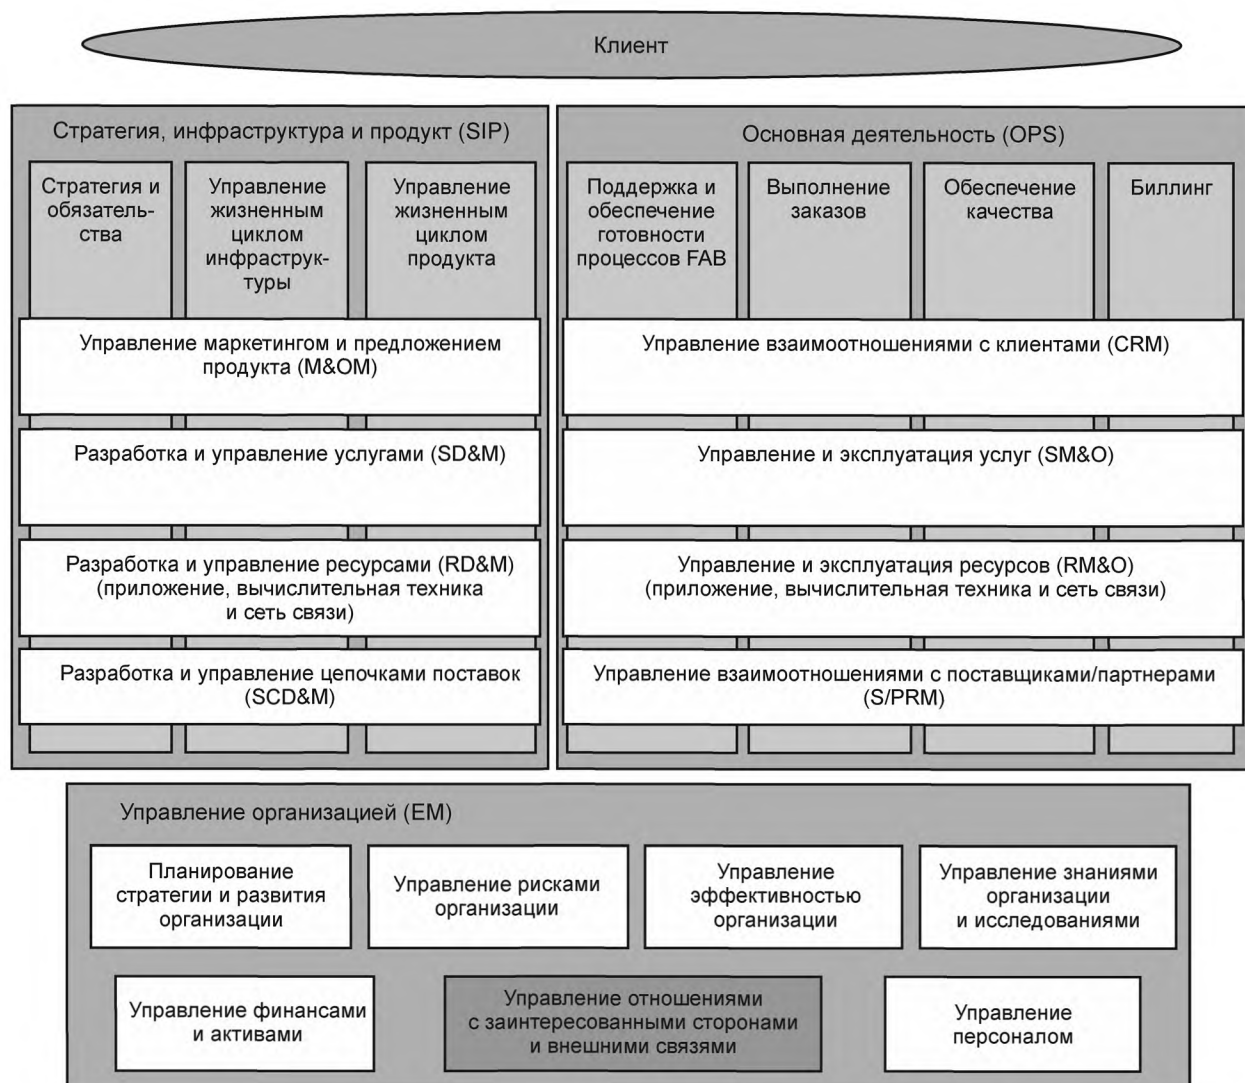 Клиент
Стратегия, инфраструктура и продукт (SIP)
Стратегия и
обязатель-
ства
Управление
жизненным
циклом
инфраструк-
туры
Управление
жизненным
циклом
продукта
Управление маркетингом и предложением
продукта (M&OM)
Разработка и управление услугами (SD&M)
Разработка и управление ресурсами (RD&M)
(приложение, вычислительная техника
и сеть связи)
Разработка и управление цепочками поставок
(SCD&M)
Основная деятельность (OPS)
Поддержка и
обеспечение
готовности
процессов FAB
Выполнение
заказов
Обеспечение
качества
Биллинг
Управление взаимоотношениями с клиентами (CRM)
Управление и эксплуатация услуг (SM&O)
Управление и эксплуатация ресурсов (RM&O)
(приложение, вычислительная техника и сеть связи)
Управление взаимоотношениями с поставщиками/партнерами
(S/PRM)
Управление организацией (EM)
Планирование
стратегии и развития
организации
Управление рисками
организации
Управление
эффективностью
организации
Управление знаниями
организации
и исследованиями
Управление финансами
и активами
Управление отношениями
с заинтересованными сторонами
и внешними связями
Управление
персоналом